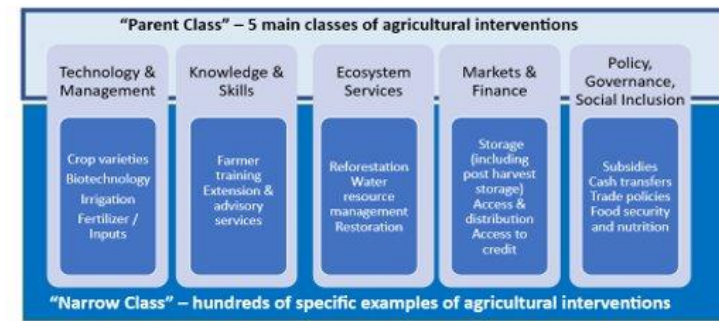 “Parent Class” – 5 main classes of agricultural interventions
Technology &
Management
Crop varieties
Biotechnology
Irrigation
Fertilizer /
Inputs
Knowledge &
Skills
Farmer
training
Extension &
advisory
services
Ecosystem
Services
Reforestation
Water
resource
management
Restoration
Markets &
Finance
Storage
(including
post harvest
storage)
Access &
distribution
Access to
credit
Policy,
Governance,
Social Inclusion
Subsidies
Cash transfers
Trade policies
Food security
and nutrition
“Narrow Class” – hundreds of specific examples of agricultural interventions